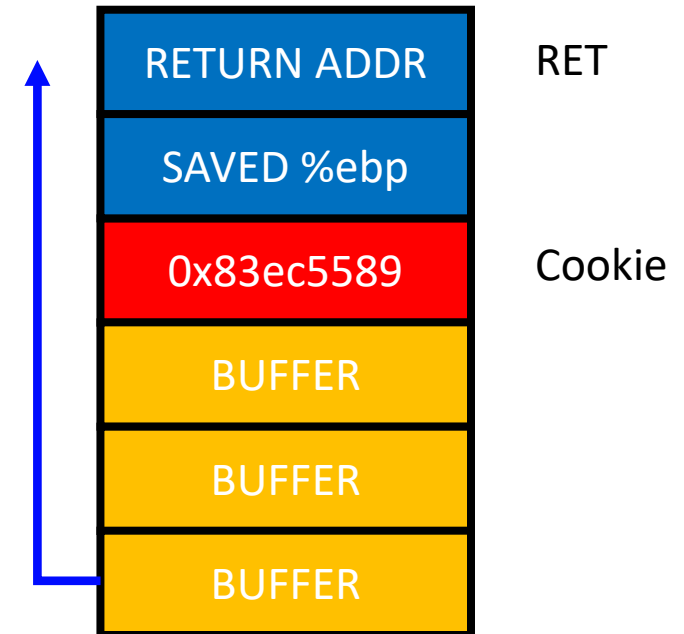 RETURN ADDR RET
SAVED %ebp
0x83ec5589 Cookie
BUFFER
BUFFER
BUFFER